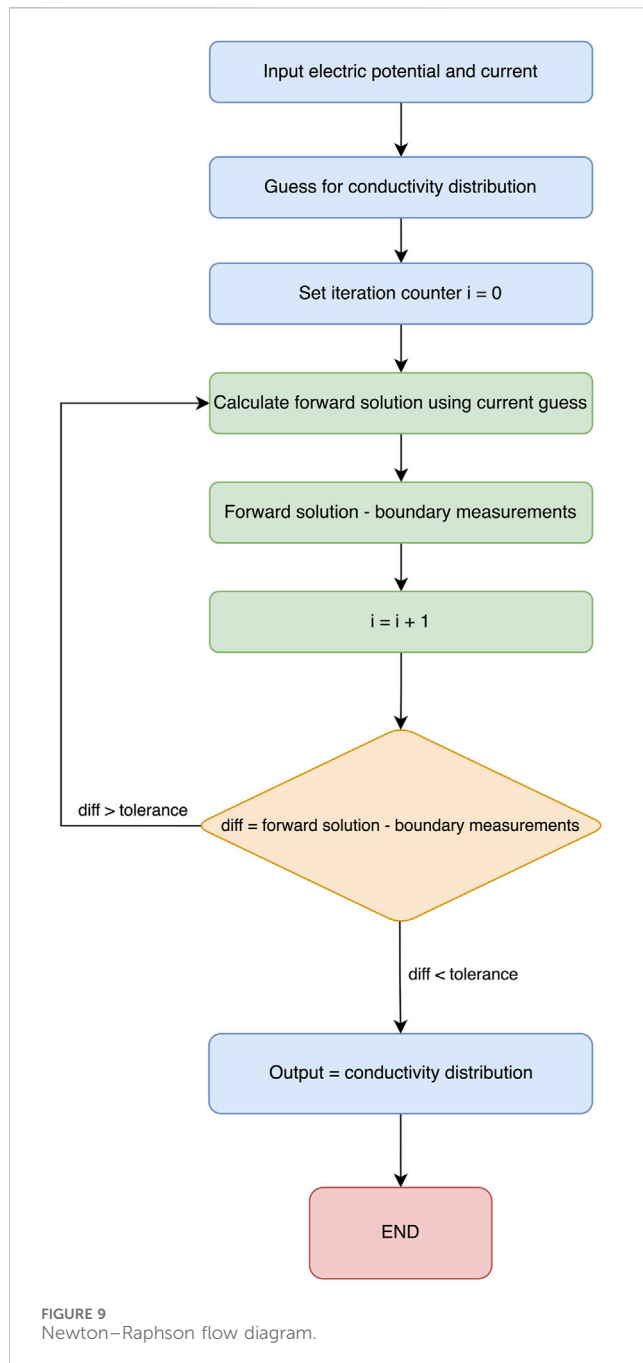 Input electric potential and current
Guess for conductivity distribution
Set iteration counter i = 0
Calculate forward solution using current guess
Forward solution - boundary measurements
i = i + 1
diff > tolerance
diff = forward solution - boundary measurements
diff < tolerance
Output = conductivity distribution
END
FIGURE 9
Newton–Raphson flow diagram.